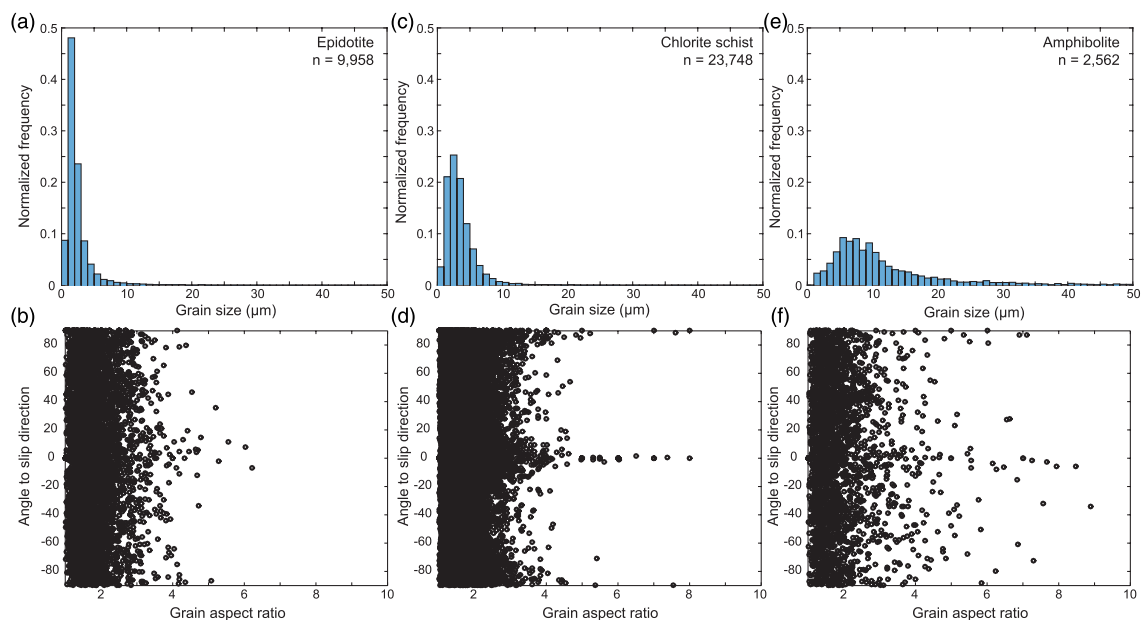 (a)
Epidotite
n = 9,958
0.5
0.4
0.3
0.2
0.1
0
Normalized frequency
0 10 20 30 40 50
Grain size (µm)
(c)
Chlorite schist
n = 23,748
0.5
0.4
0.3
0.2
0.1
0
Normalized frequency
0 10 20 30 40 50
Grain size (µm)
(e)
Amphibolite
n = 2,562
0.5
0.4
0.3
0.2
0.1
0
Normalized frequency
0 10 20 30 40 50
Grain size (µm)
(b)
80
60
40
20
0
-20
-40
-60
-80
Angle to slip direction
2 4 6 8 10
Grain aspect ratio
(d)
80
60
40
20
0
-20
-40
-60
-80
Angle to slip direction
2 4 6 8 10
Grain aspect ratio
(f)
80
60
40
20
0
-20
-40
-60
-80
Angle to slip direction
2 4 6 8 10
Grain aspect ratio